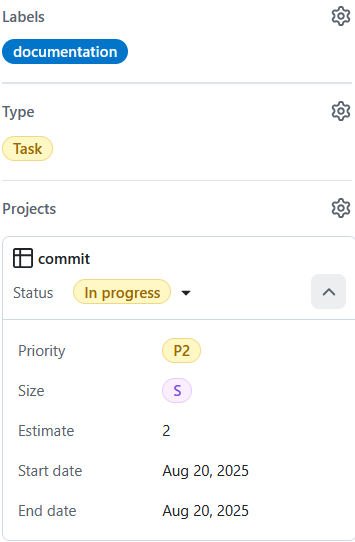 Labels
documentation
Type
Task
Projects
commit
Status In progress
Priority P2
Size S
Estimate 2
Start date Aug 20, 2025
End date Aug 20, 2025